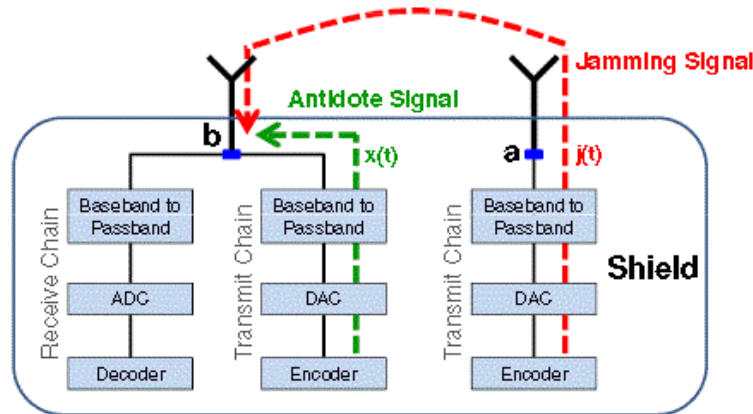 Jamming Signal
Antidote Signal
b
x(t)
a
j(t)
Receive Chain
Baseband to
Passband
ADC
Decoder
Transmit Chain
Baseband to
Passband
DAC
Encoder
Transmit Chain
Baseband to
Passband
DAC
Encoder
Shield